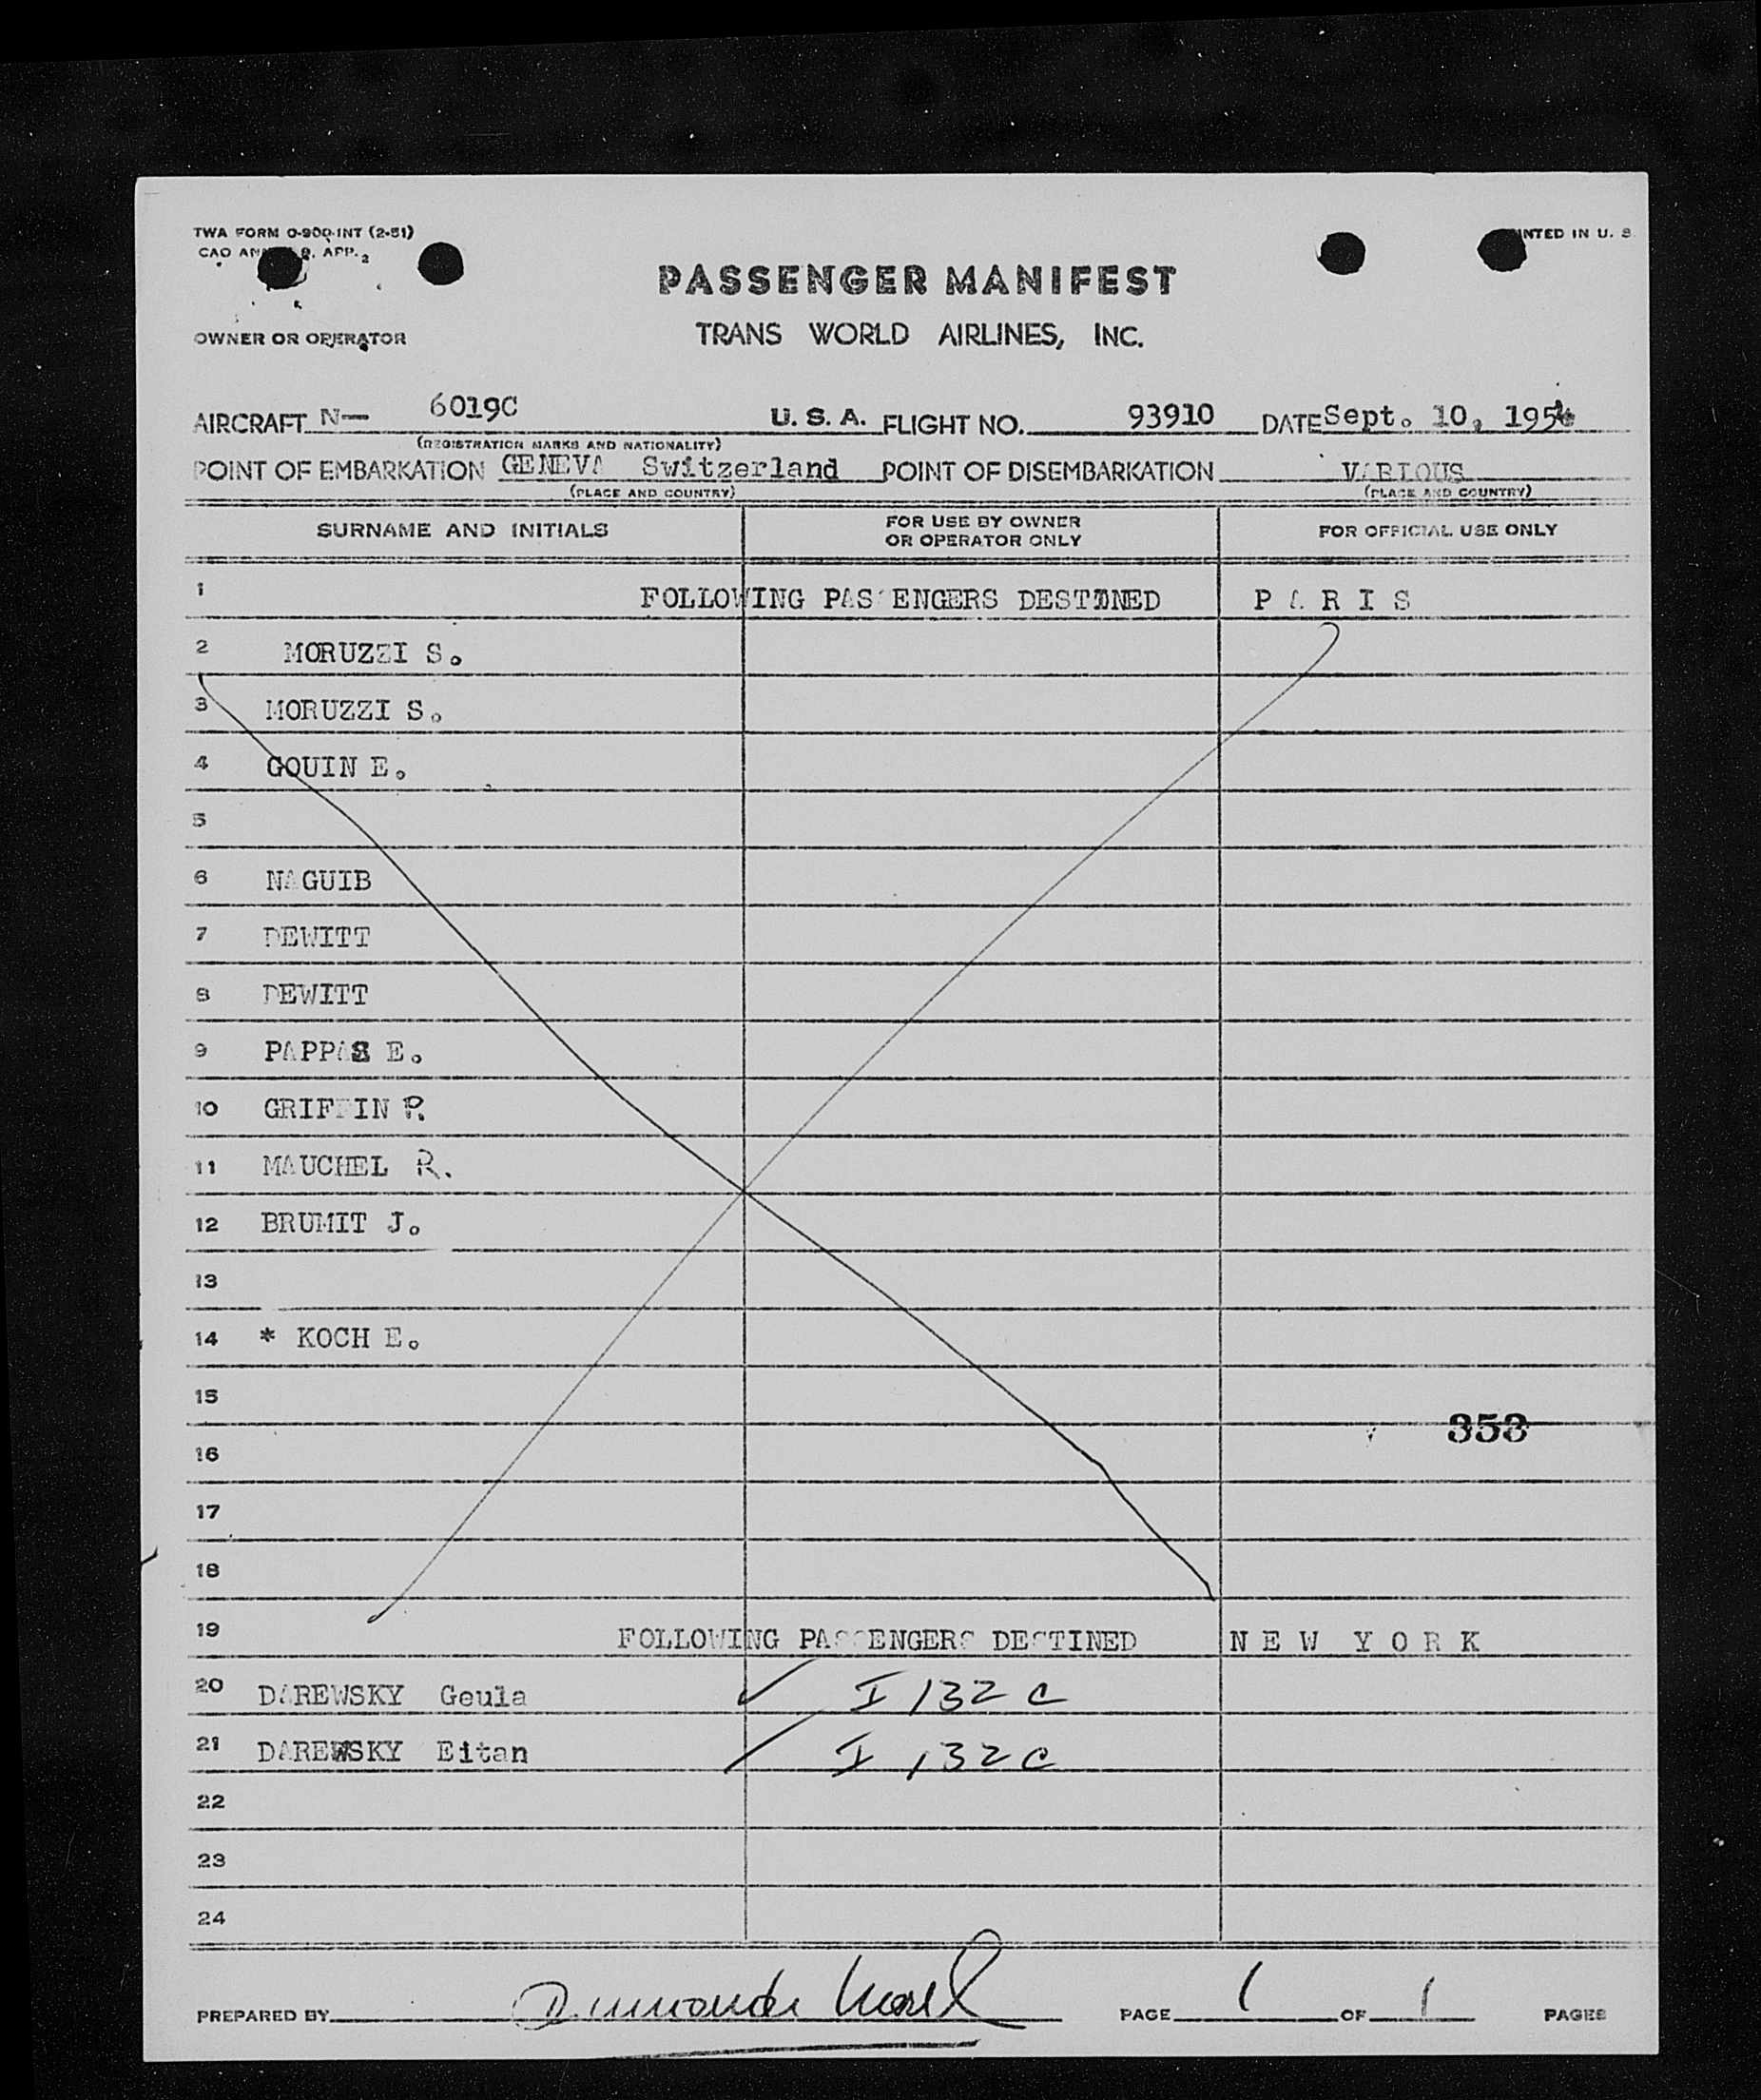 TWA FORM O-900-INT (2-51)
PRINTED IN U. S.
PASSENGER MANIFEST
TRANS WORLD AIRLINES, INC.
OWNER OR OPERATOR
AIRCRAFT N— 6019C U. S. A. FLIGHT NO. 93910 DATE Sept. 10, 1954
(REGISTRATION MARKS AND NATIONALITY)
POINT OF EMBARKATION GENEVA Switzerland POINT OF DISEMBARKATION VARIOUS
(PLACE AND COUNTRY) (PLACE AND COUNTRY)
SURNAME AND INITIALS FOR USE BY OWNER OR OPERATOR ONLY FOR OFFICIAL USE ONLY
1 FOLLOWING PASSENGERS DESTINED P A R I S
2 MORUZZI S.
3 MORUZZI S.
4 GOUIN E.
5
6 NAGUIB
7 DEWITT
8 DEWITT
9 PAPPAS E.
10 GRIFFIN P.
11 MAUCHEL R.
12 BRUMIT J.
13
14 * KOCH E.
15
353
16
17
18
19 FOLLOWING PASSENGERS DESTINED N E W Y O R K
20 DAREWSKY Geula I 132 C
21 DAREWSKY Eitan I 132 C
22
23
24
PREPARED BY PAGE 1 OF 1 PAGES